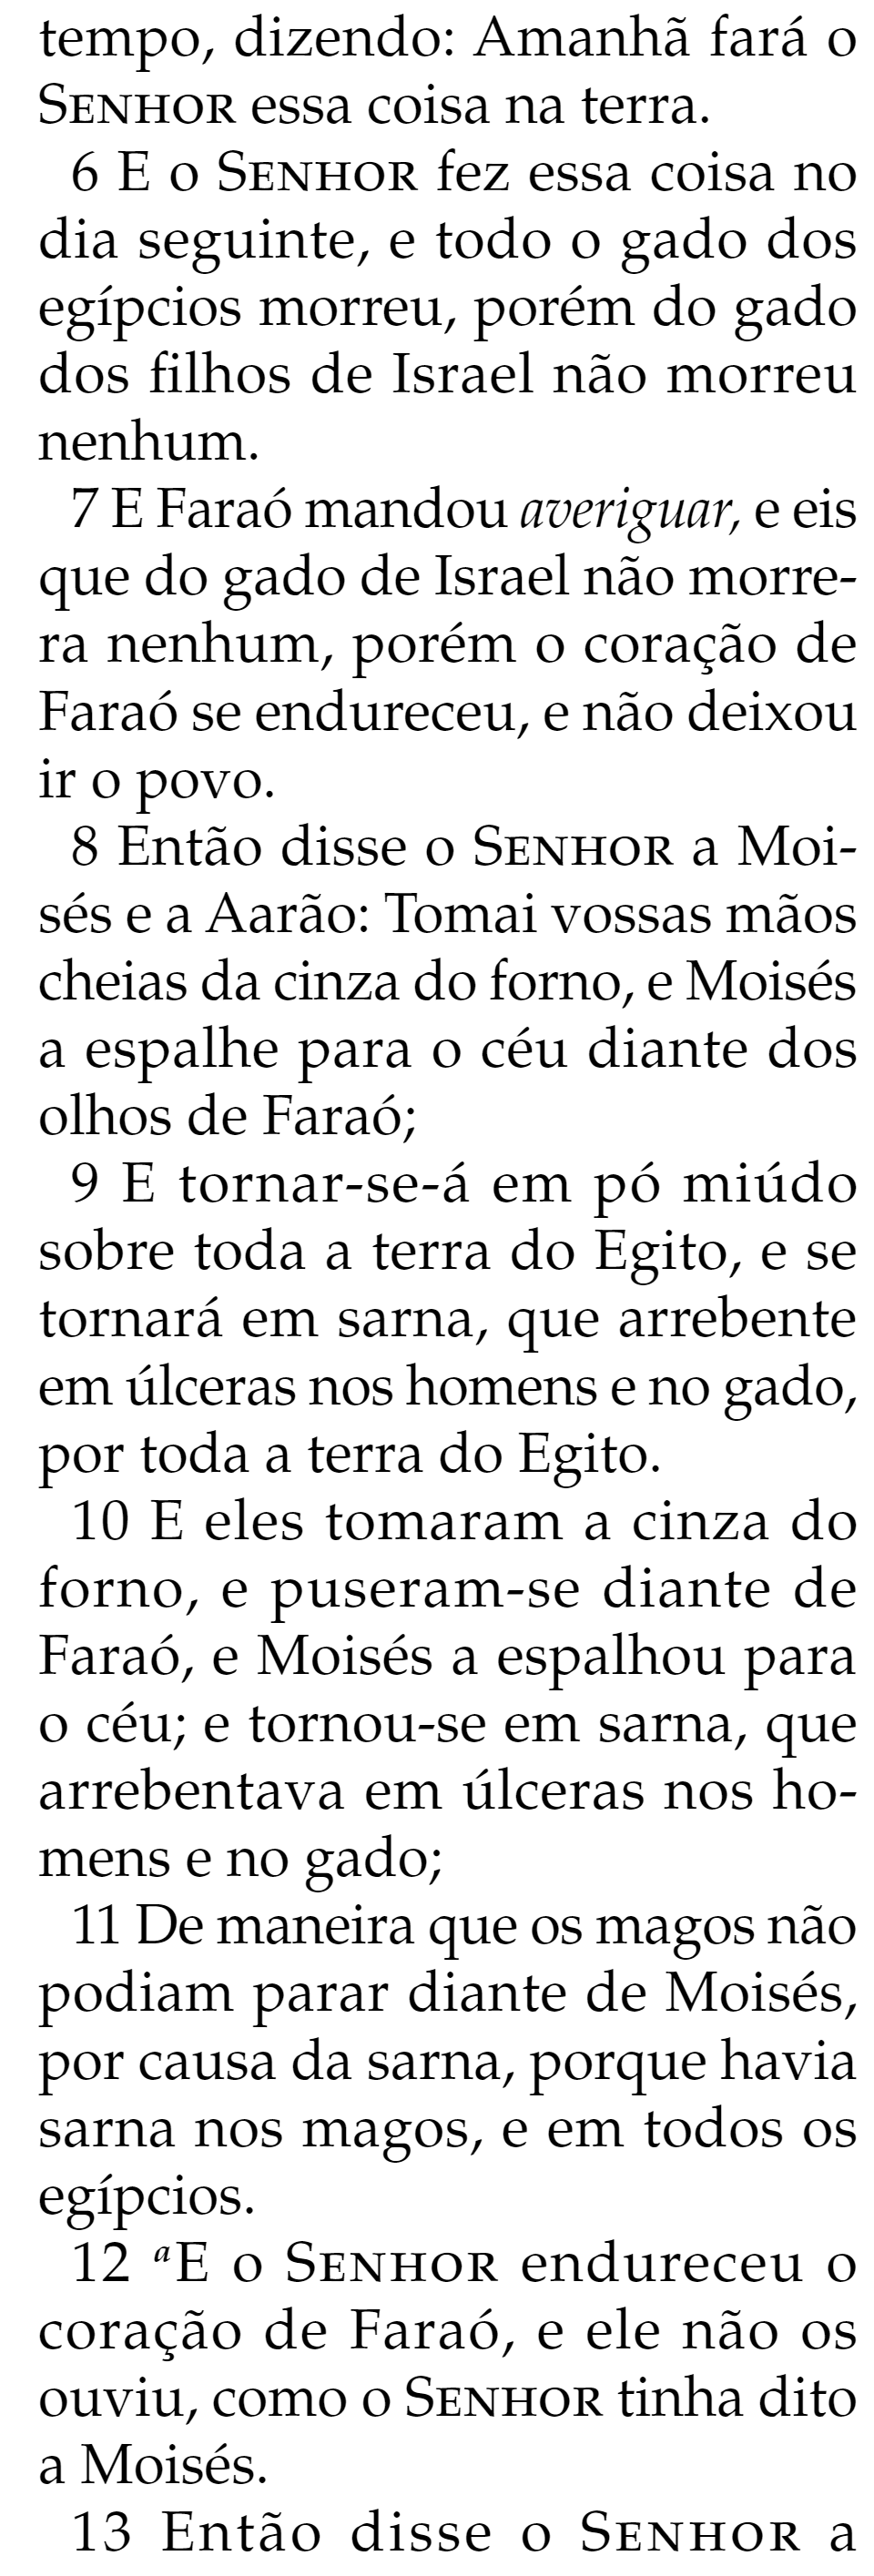 tempo, dizendo: Amanhã fará o
SENHOR essa coisa na terra.
6 E o SENHOR fez essa coisa no
dia seguinte, e todo o gado dos
egípcios morreu, porém do gado
dos filhos de Israel não morreu
nenhum.
7 E Faraó mandou averiguar, e eis
que do gado de Israel não morre-
ra nenhum, porém o coração de
Faraó se endureceu, e não deixou
ir o povo.
8 Então disse o SENHOR a Moi-
sés e a Aarão: Tomai vossas mãos
cheias da cinza do forno, e Moisés
a espalhe para o céu diante dos
olhos de Faraó;
9 E tornar-se-á em pó miúdo
sobre toda a terra do Egito, e se
tornará em sarna, que arrebente
em úlceras nos homens e no gado,
por toda a terra do Egito.
10 E eles tomaram a cinza do
forno, e puseram-se diante de
Faraó, e Moisés a espalhou para
o céu; e tornou-se em sarna, que
arrebentava em úlceras nos ho-
mens e no gado;
11 De maneira que os magos não
podiam parar diante de Moisés,
por causa da sarna, porque havia
sarna nos magos, e em todos os
egípcios.
12 aE o SENHOR endureceu o
coração de Faraó, e ele não os
ouviu, como o SENHOR tinha dito
a Moisés.
13 Então disse o SENHOR a